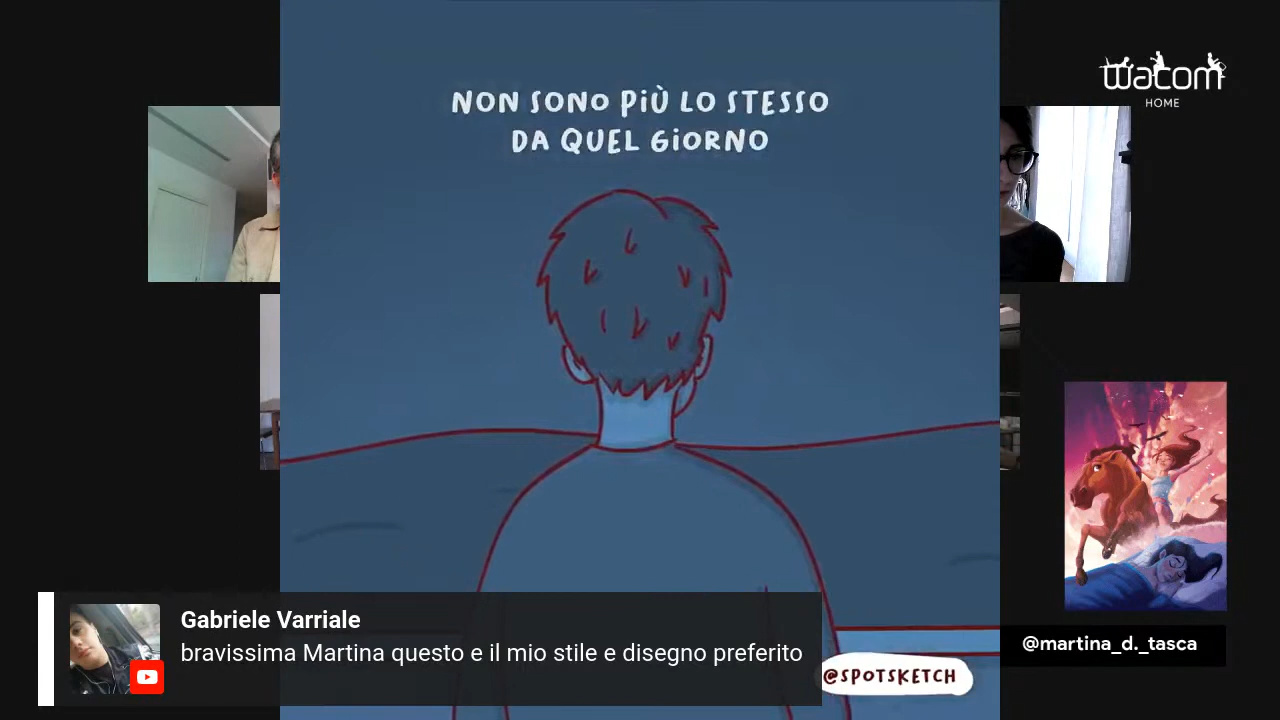 NON SONO PiÙ LO STESSO
DA QUEL GiORNO
wacom
HOME
Gabriele Varriale
bravissima Martina questo e il mio stile e disegno preferito
@SPOTSKETCH
@martina_d._tasca